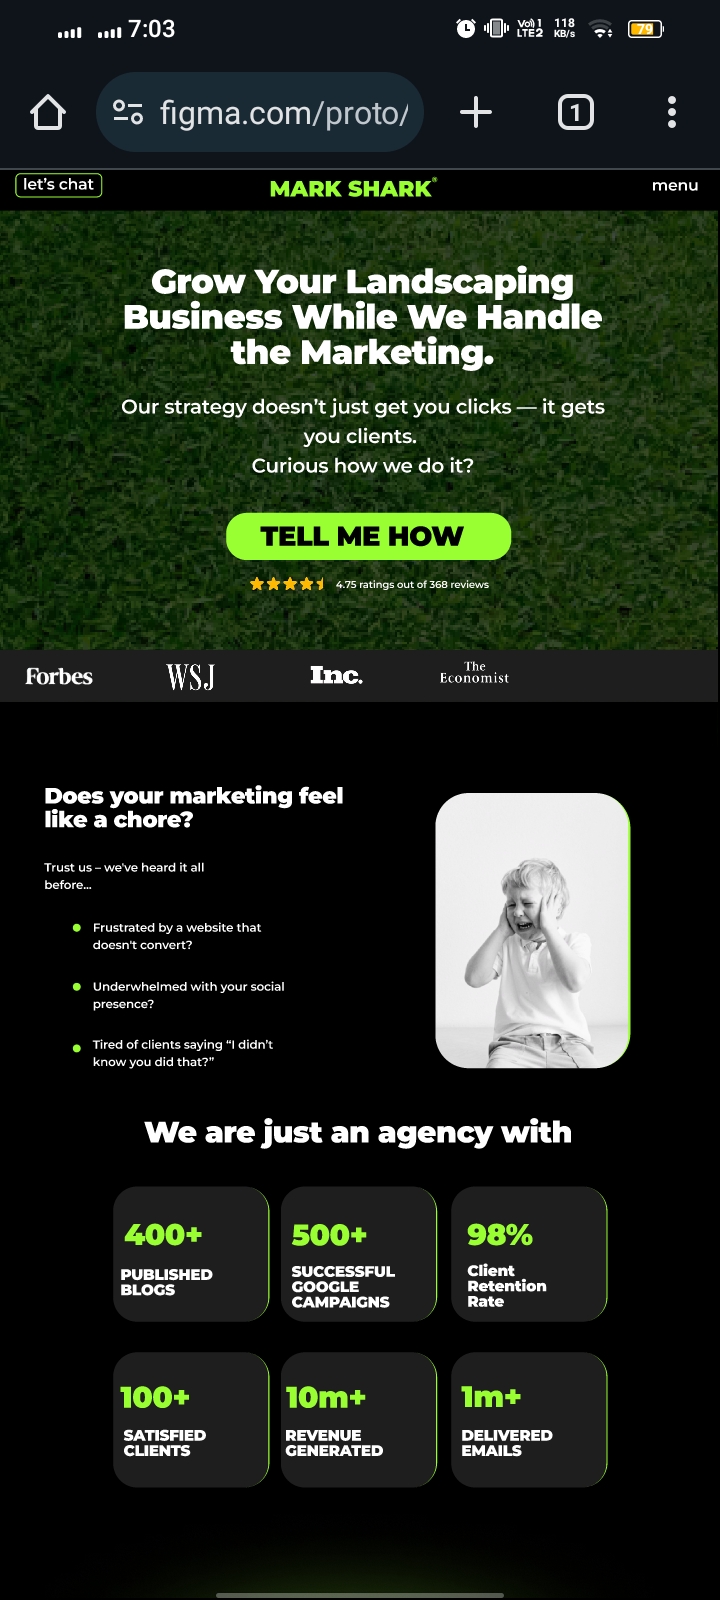 7:03
Vo) 1
LTE2
118
KB/s
79
figma.com/proto/
1
let's chat
MARK SHARK®
menu
Grow Your Landscaping
Business While We Handle
the Marketing.
Our strategy doesn't just get you clicks — it gets
you clients.
Curious how we do it?
TELL ME HOW
4.75 ratings out of 368 reviews
Forbes
WSJ
Inc.
The
Economist
Does your marketing feel
like a chore?
Trust us – we've heard it all
before...
Frustrated by a website that
doesn't convert?
Underwhelmed with your social
presence?
Tired of clients saying “I didn't
know you did that?”
We are just an agency with
400+
PUBLISHED
BLOGS
500+
SUCCESSFUL
GOOGLE
CAMPAIGNS
98%
Client
Retention
Rate
100+
SATISFIED
CLIENTS
10m+
REVENUE
GENERATED
1m+
DELIVERED
EMAILS